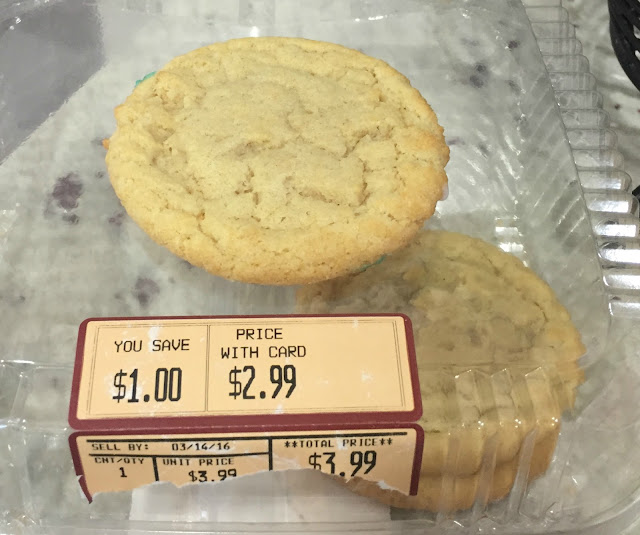 YOU SAVE
$1.00
PRICE
WITH CARD
$2.99
SELL BY: 03/14/16
CNT/QTY
1
UNIT PRICE
$3.99
**TOTAL PRICE**
$3.99